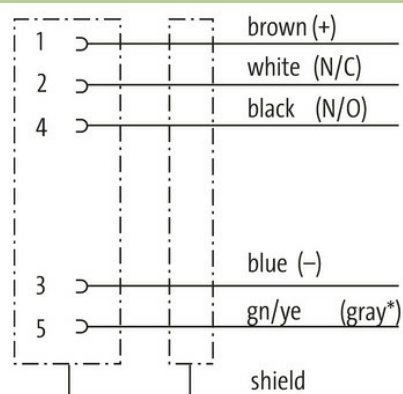 1 brown (+)
2 white (N/C)
4 black (N/O)
3 blue (–)
5 gn/ye (gray*)
shield